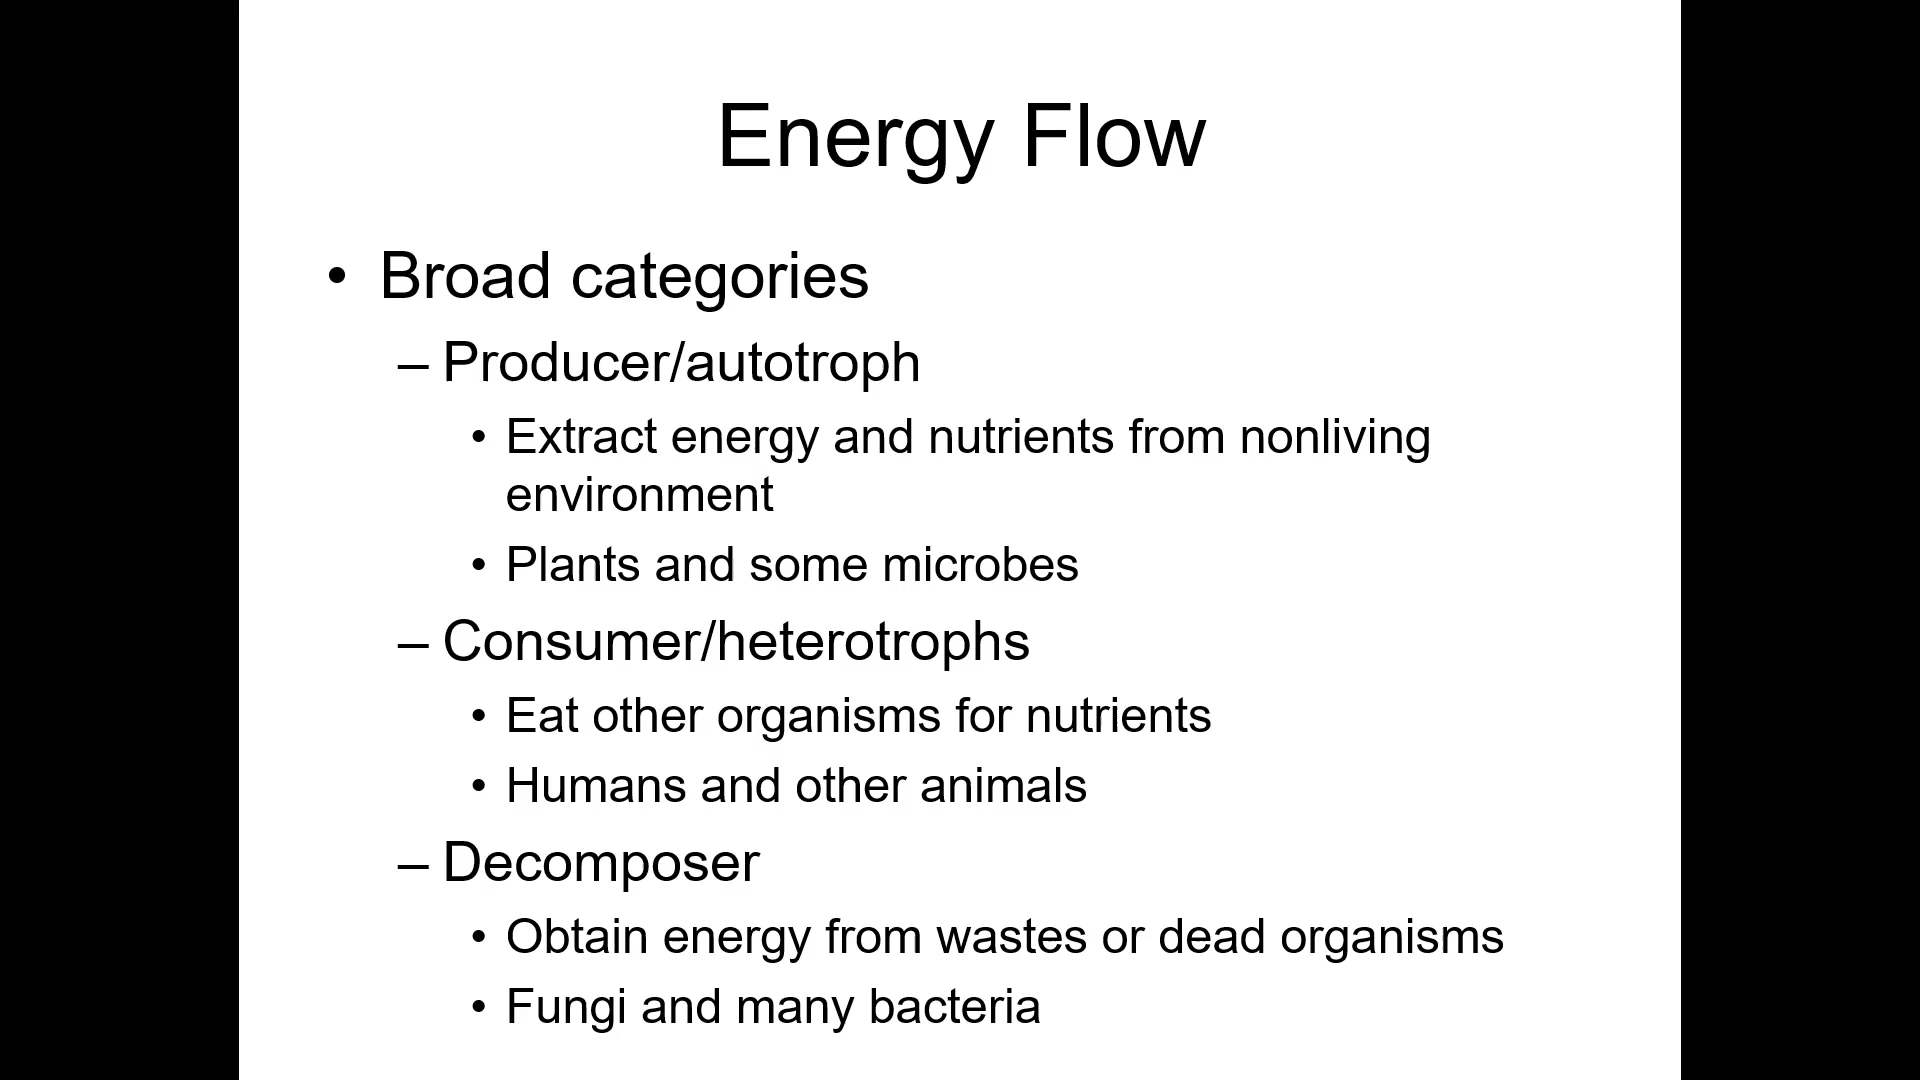 Energy Flow
• Broad categories
– Producer/autotroph
• Extract energy and nutrients from nonliving
environment
• Plants and some microbes
– Consumer/heterotrophs
• Eat other organisms for nutrients
• Humans and other animals
– Decomposer
• Obtain energy from wastes or dead organisms
• Fungi and many bacteria